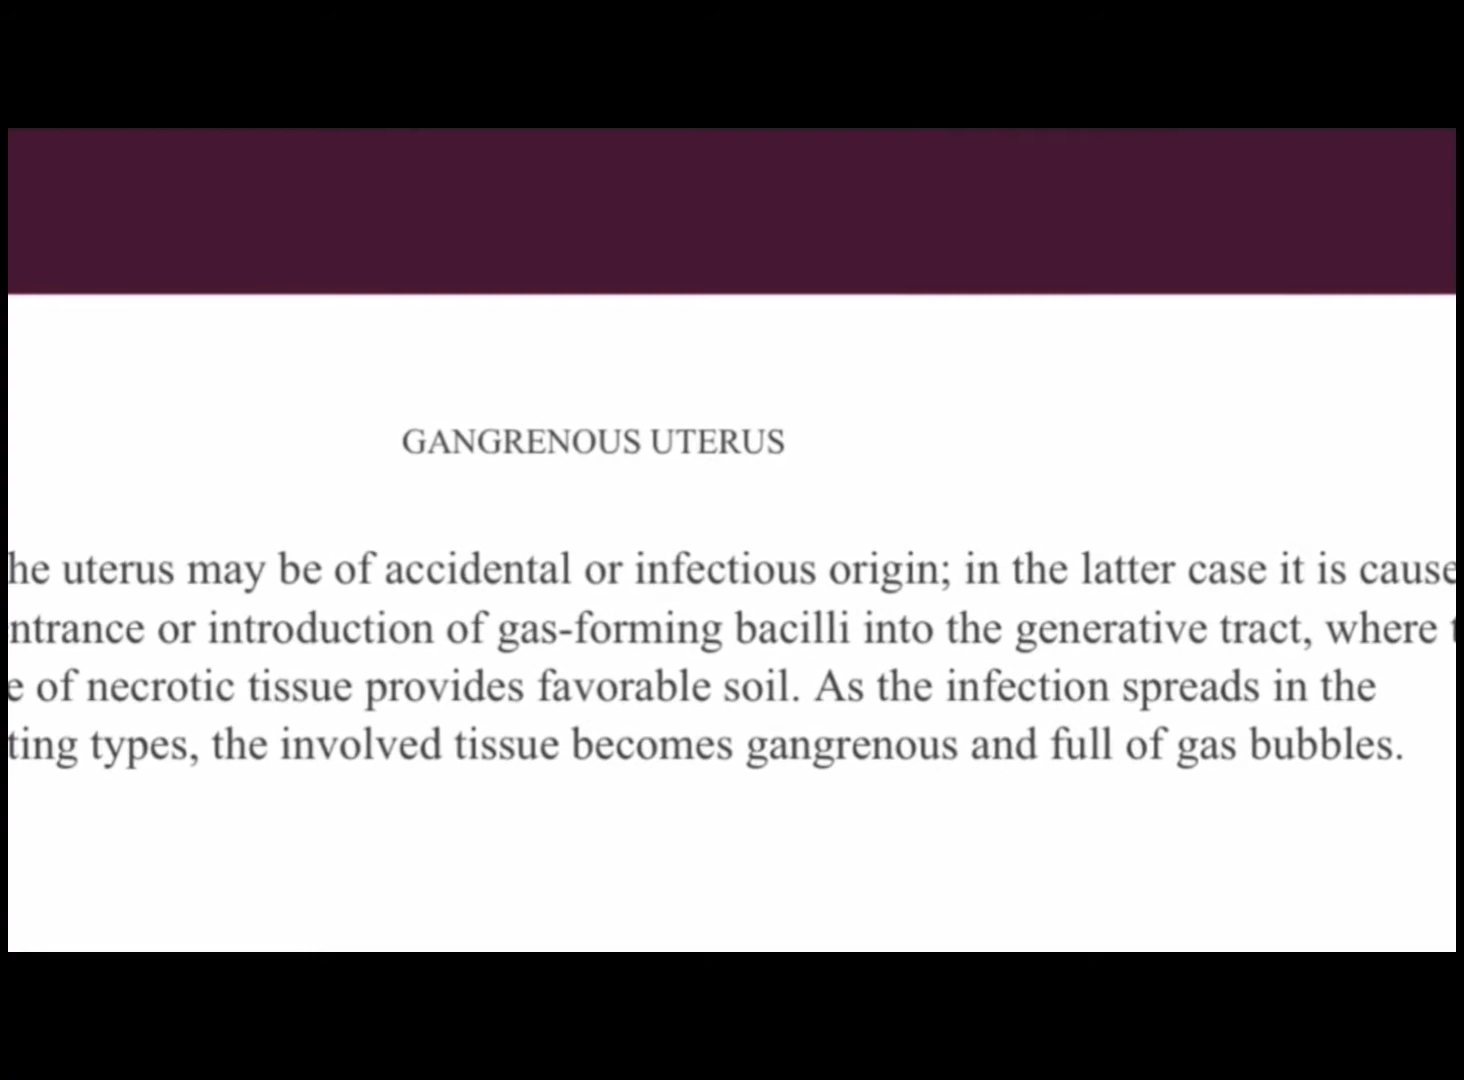 GANGRENOUS UTERUS
he uterus may be of accidental or infectious origin; in the latter case it is cause
ntrance or introduction of gas-forming bacilli into the generative tract, where
e of necrotic tissue provides favorable soil. As the infection spreads in the
ting types, the involved tissue becomes gangrenous and full of gas bubbles.